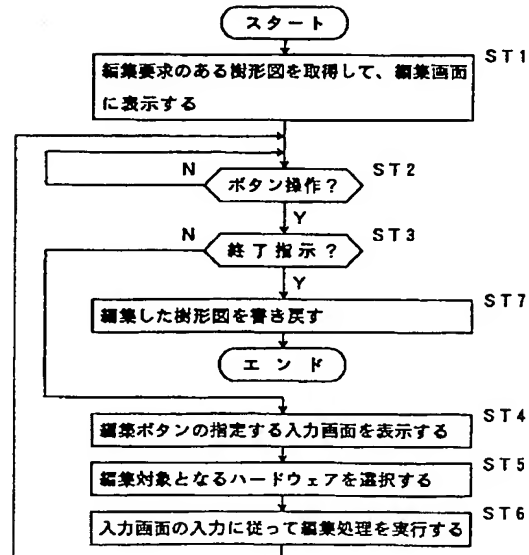 スタート
ST1
編集要求のある樹形図を取得して、編集画面
に表示する
N
ST2
ボタン操作?
Y
N
ST3
終了指示?
Y
ST7
編集した樹形図を書き戻す
エンド
ST4
編集ボタンの指定する入力画面を表示する
ST5
編集対象となるハードウェアを選択する
ST6
入力画面の入力に従って編集処理を実行する